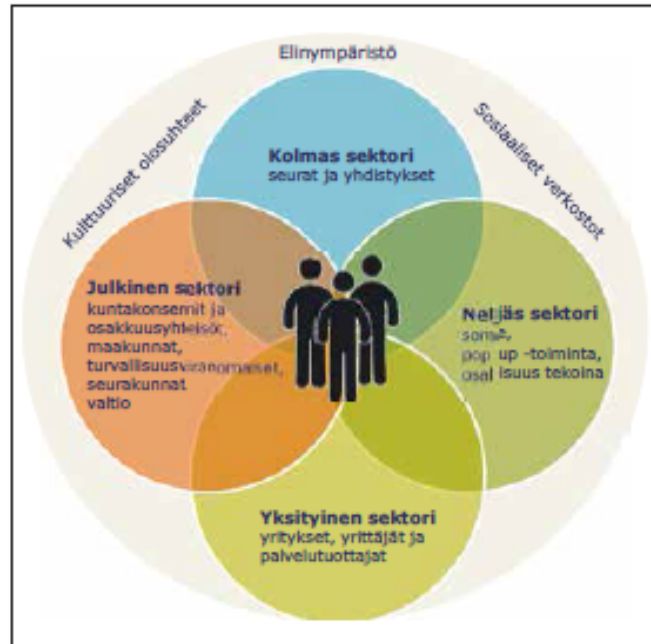 Elinympäristö
Kulttuuriset olosuhteet
Sosiaaliset verkostot
Kolmas sektori
seurat ja yhdistykset
Julkinen sektori
kuntakonsernit ja
osakkuusyhteisöt,
maakunnat,
turvallisuusviranomaiset,
seurakunnat
valtio
Neljäs sektori
some,
pop up -toiminta,
osallisuus tekoina
Yksityinen sektori
yritykset, yrittäjät ja
palvelutuottajat